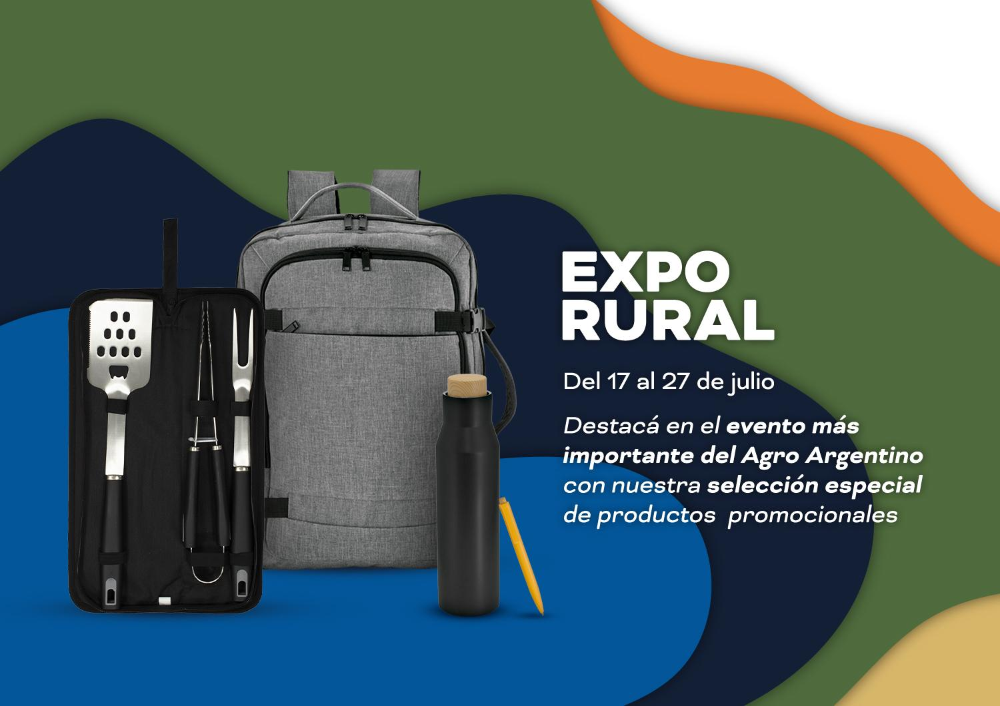 EXPO
RURAL
Del 17 al 27 de julio
Destacá en el evento más
importante del Agro Argentino
con nuestra selección especial
de productos promocionales